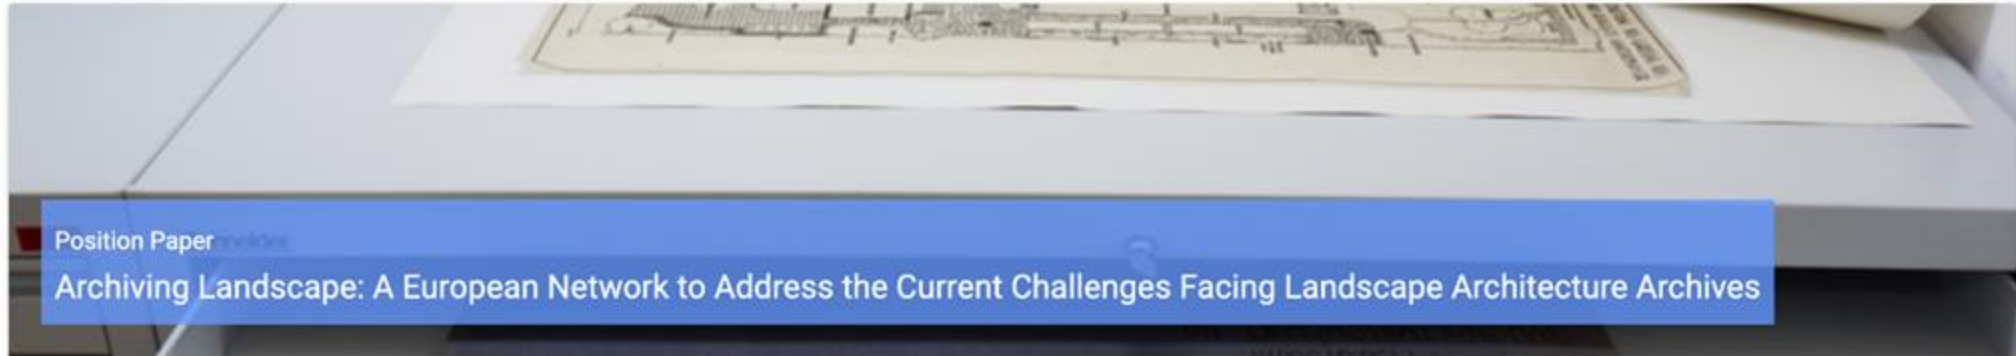 Position Paper
Archiving Landscape: A European Network to Address the Current Challenges Facing Landscape Architecture Archives